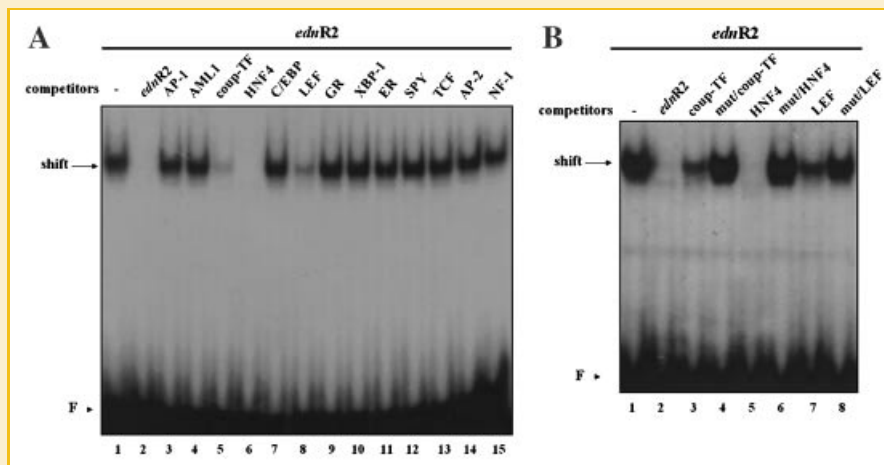 A
ednR2
competitors
- ednR2 AP-1 AML1 coup-TF HNF4 C/EBP LEF GR XBP-1 ER SPY TCF AP-2 NF-1
shift
F
1 2 3 4 5 6 7 8 9 10 11 12 13 14 15
B
ednR2
competitors
- ednR2 coup-TF mut/coup-TF HNF4 mut/HNF4 LEF mut/LEF
shift
F
1 2 3 4 5 6 7 8